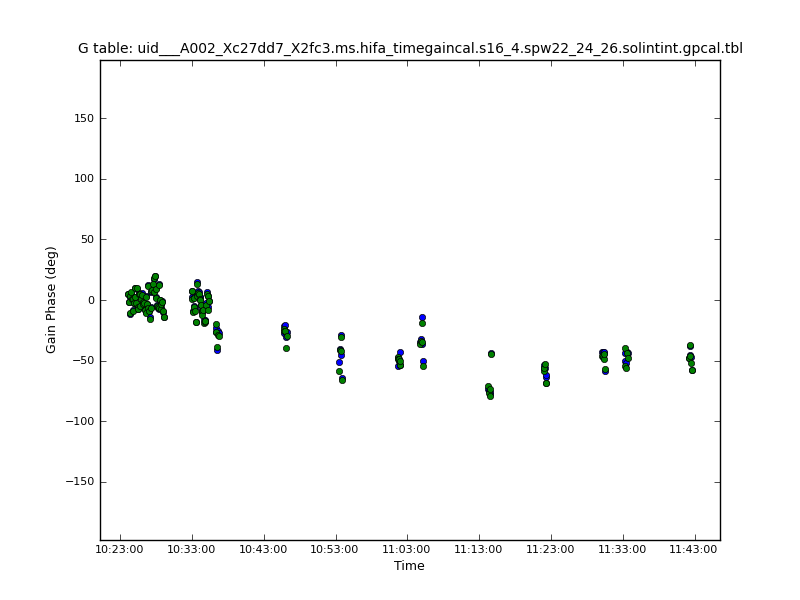 G table: uid___A002_Xc27dd7_X2fc3.ms.hifa_timegaincal.s16_4.spw22_24_26.solintint.gpcal.tbl
150
100
50
0
−50
−100
−150
Gain Phase (deg)
10:23:00 10:33:00 10:43:00 10:53:00 11:03:00 11:13:00 11:23:00 11:33:00 11:43:00
Time